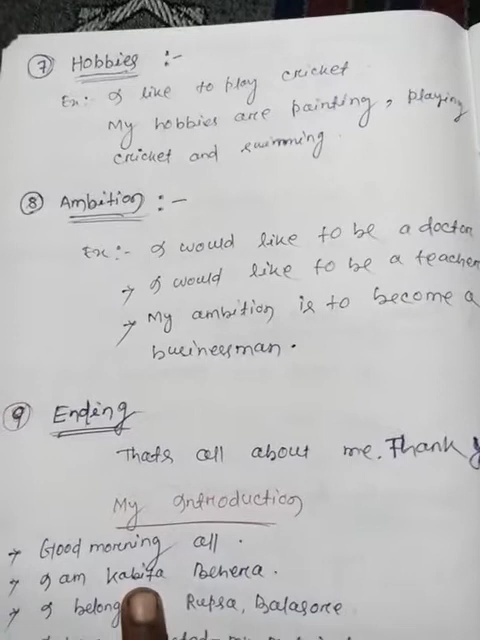 ⑦ Hobbies :-
Ex: I like to play cricket
My hobbies are painting, playing
cricket and swimming.
⑧ Ambition :-
Ex:- I would like to be a doctor
→ I would like to be a teacher
→ My ambition is to become a
businessman.
⑨ Ending
Thats all about me. Thank
My Introduction
→ Good morning all.
→ I am Kabita Behera.
→ I belong Rupsa, Balasore